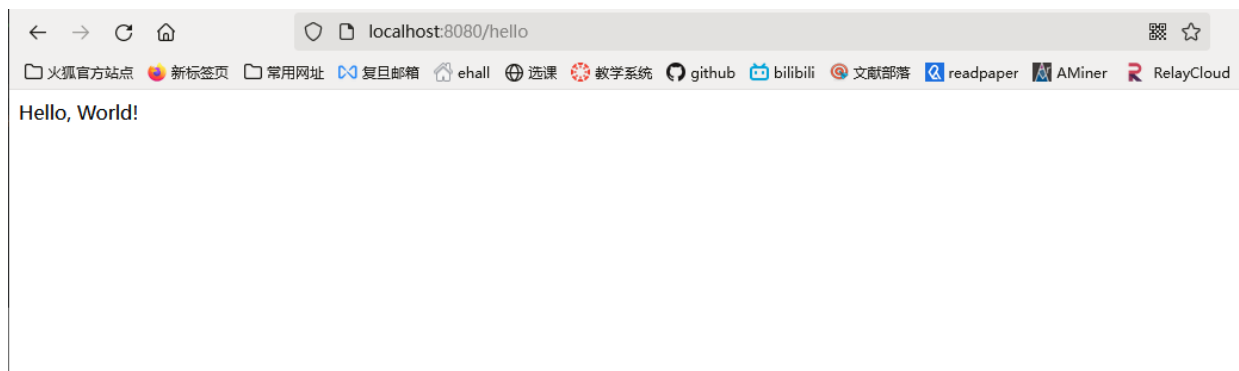 localhost:8080/hello
火狐官方站点 新标签页 常用网址 复旦邮箱 ehall 选课 教学系统 github bilibili 文献部落 readpaper AMiner RelayCloud
Hello, World!